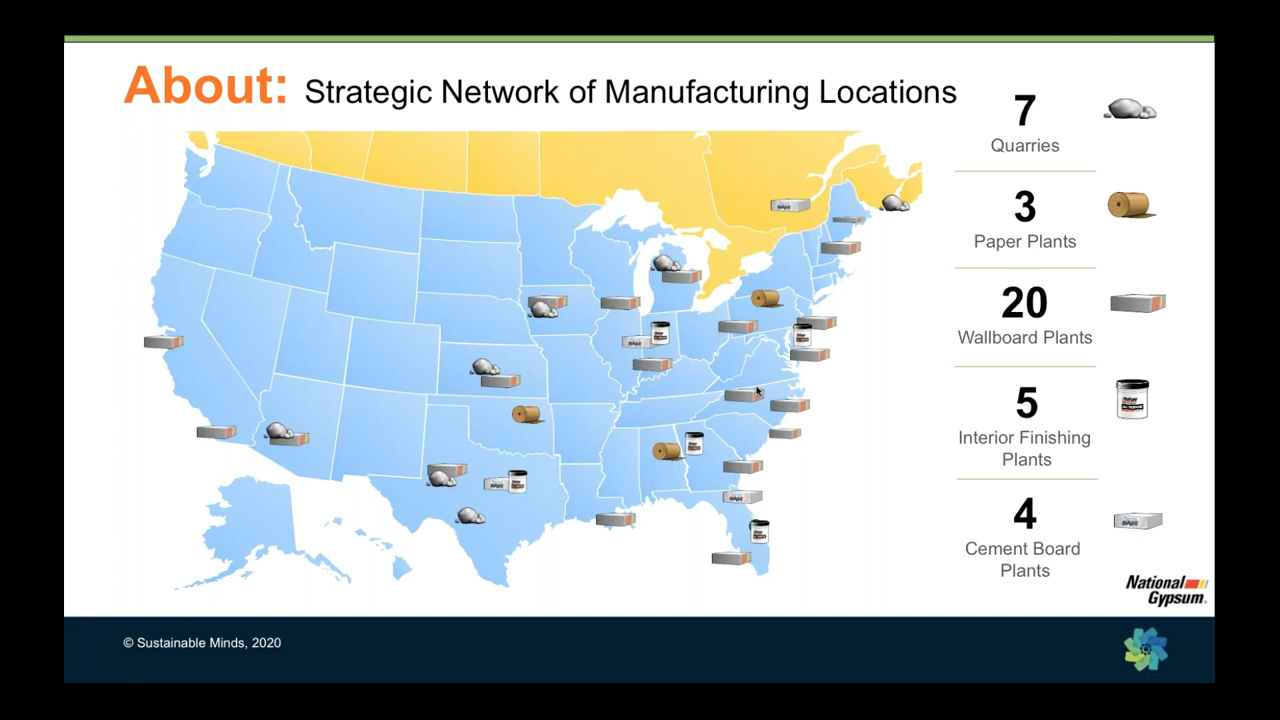 About: Strategic Network of Manufacturing Locations
7
Quarries
3
Paper Plants
20
Wallboard Plants
5
Interior Finishing
Plants
4
Cement Board
Plants
National
Gypsum®
© Sustainable Minds, 2020